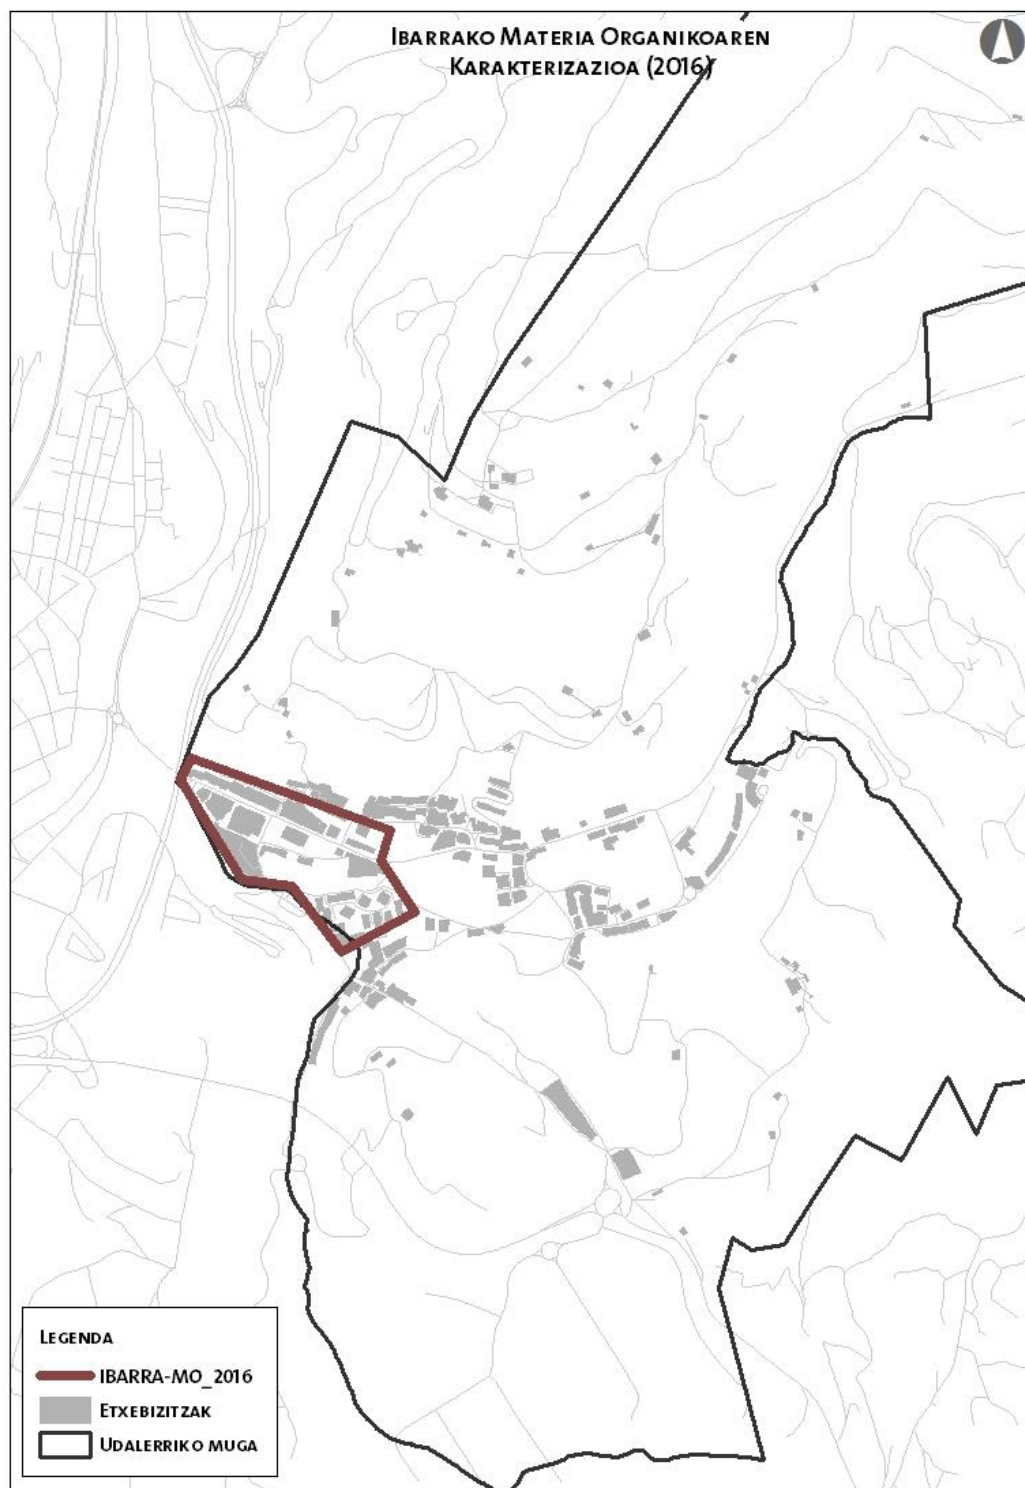 IBARRAKO MATERIA ORGANIKOAREN
KARAKTERIZAZIOA (2016)
LEGENDA
IBARRA-MO_2016
ETXEBIZITZAK
UDALERRIKO MUGA